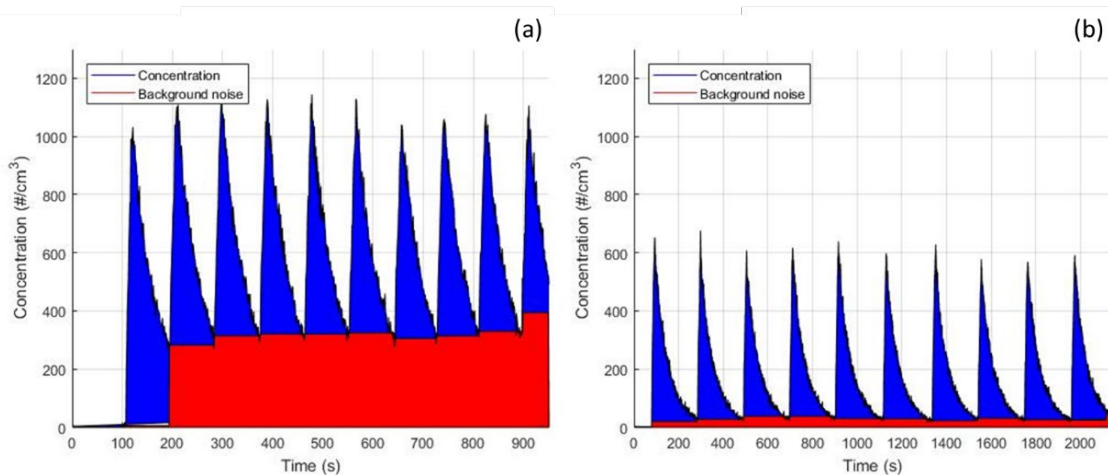 (a)
Concentration
Background noise
1200
1000
800
600
400
200
0
Concentration (#/cm³)
0 100 200 300 400 500 600 700 800 900
Time (s)
(b)
Concentration
Background noise
1200
1000
800
600
400
200
0
Concentration (#/cm³)
200 400 600 800 1000 1200 1400 1600 1800 2000
Time (s)